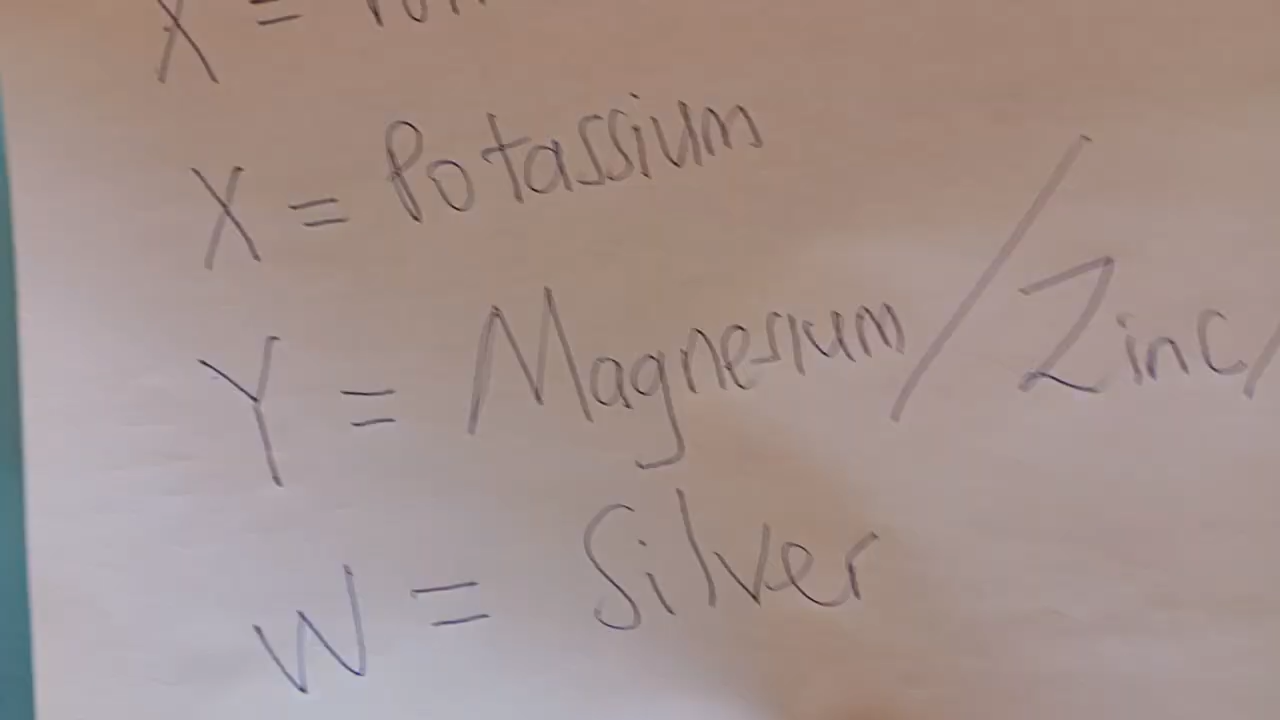 X =
X = Potassium
Y = Magnesium / Zinc /
W = Silver